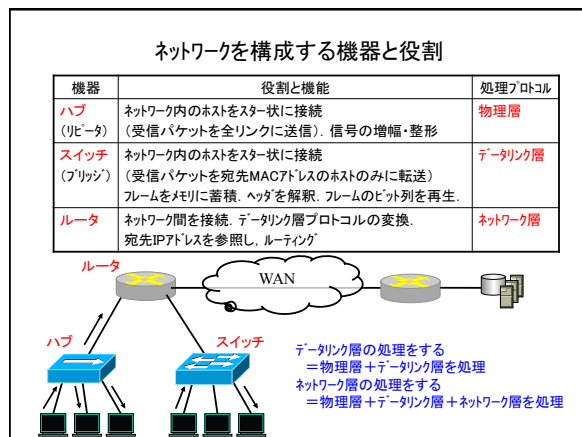 ネットワークを構成する機器と役割
機器 役割と機能 処理プロトコル
ハブ ネットワーク内のホストをスター状に接続 物理層
(リピータ) (受信パケットを全リンクに送信). 信号の増幅・整形
スイッチ ネットワーク内のホストをスター状に接続 データリンク層
(ブリッジ) (受信パケットを宛先MACアドレスのホストのみに転送)
フレームをメモリに蓄積. ヘッダを解釈. フレームのビット列を再生.
ルータ ネットワーク間を接続. データリンク層プロトコルの変換. ネットワーク層
宛先IPアドレスを参照し, ルーティング
ルータ
WAN
ハブ スイッチ
データリンク層の処理をする
=物理層+データリンク層を処理
ネットワーク層の処理をする
=物理層+データリンク層+ネットワーク層を処理